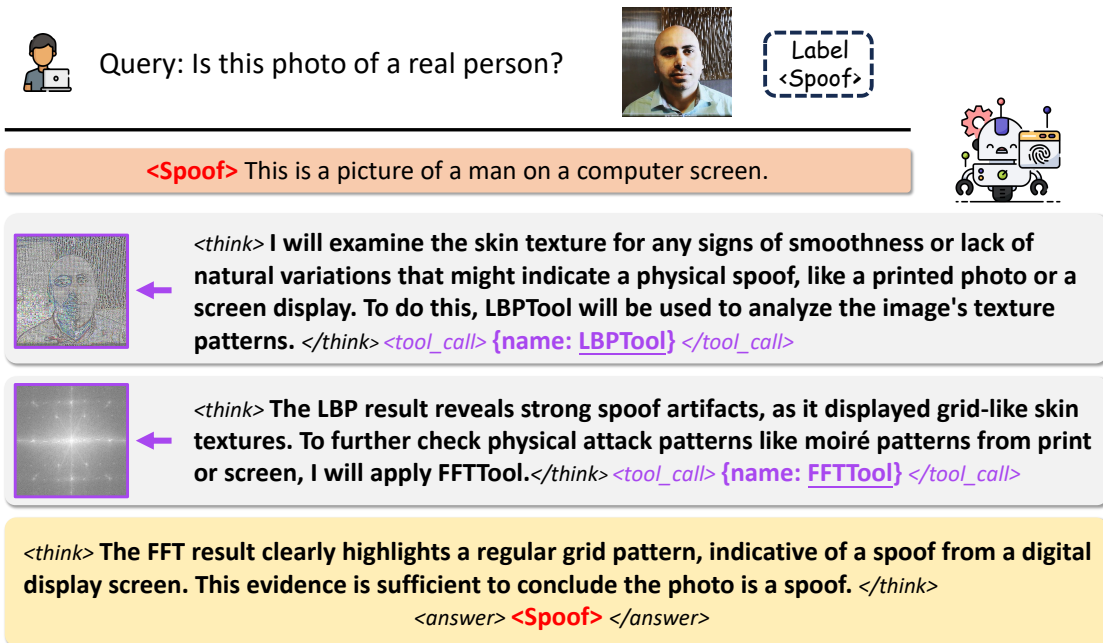 Query: Is this photo of a real person?
Label
<Spoof>
<Spoof> This is a picture of a man on a computer screen.
<think> I will examine the skin texture for any signs of smoothness or lack of
natural variations that might indicate a physical spoof, like a printed photo or a
screen display. To do this, LBPTool will be used to analyze the image's texture
patterns. </think> <tool_call> {name: LBPTool} </tool_call>
<think> The LBP result reveals strong spoof artifacts, as it displayed grid-like skin
textures. To further check physical attack patterns like moiré patterns from print
or screen, I will apply FFTTool.</think> <tool_call> {name: FFTTool} </tool_call>
<think> The FFT result clearly highlights a regular grid pattern, indicative of a spoof from a digital
display screen. This evidence is sufficient to conclude the photo is a spoof. </think>
<answer> <Spoof> </answer>